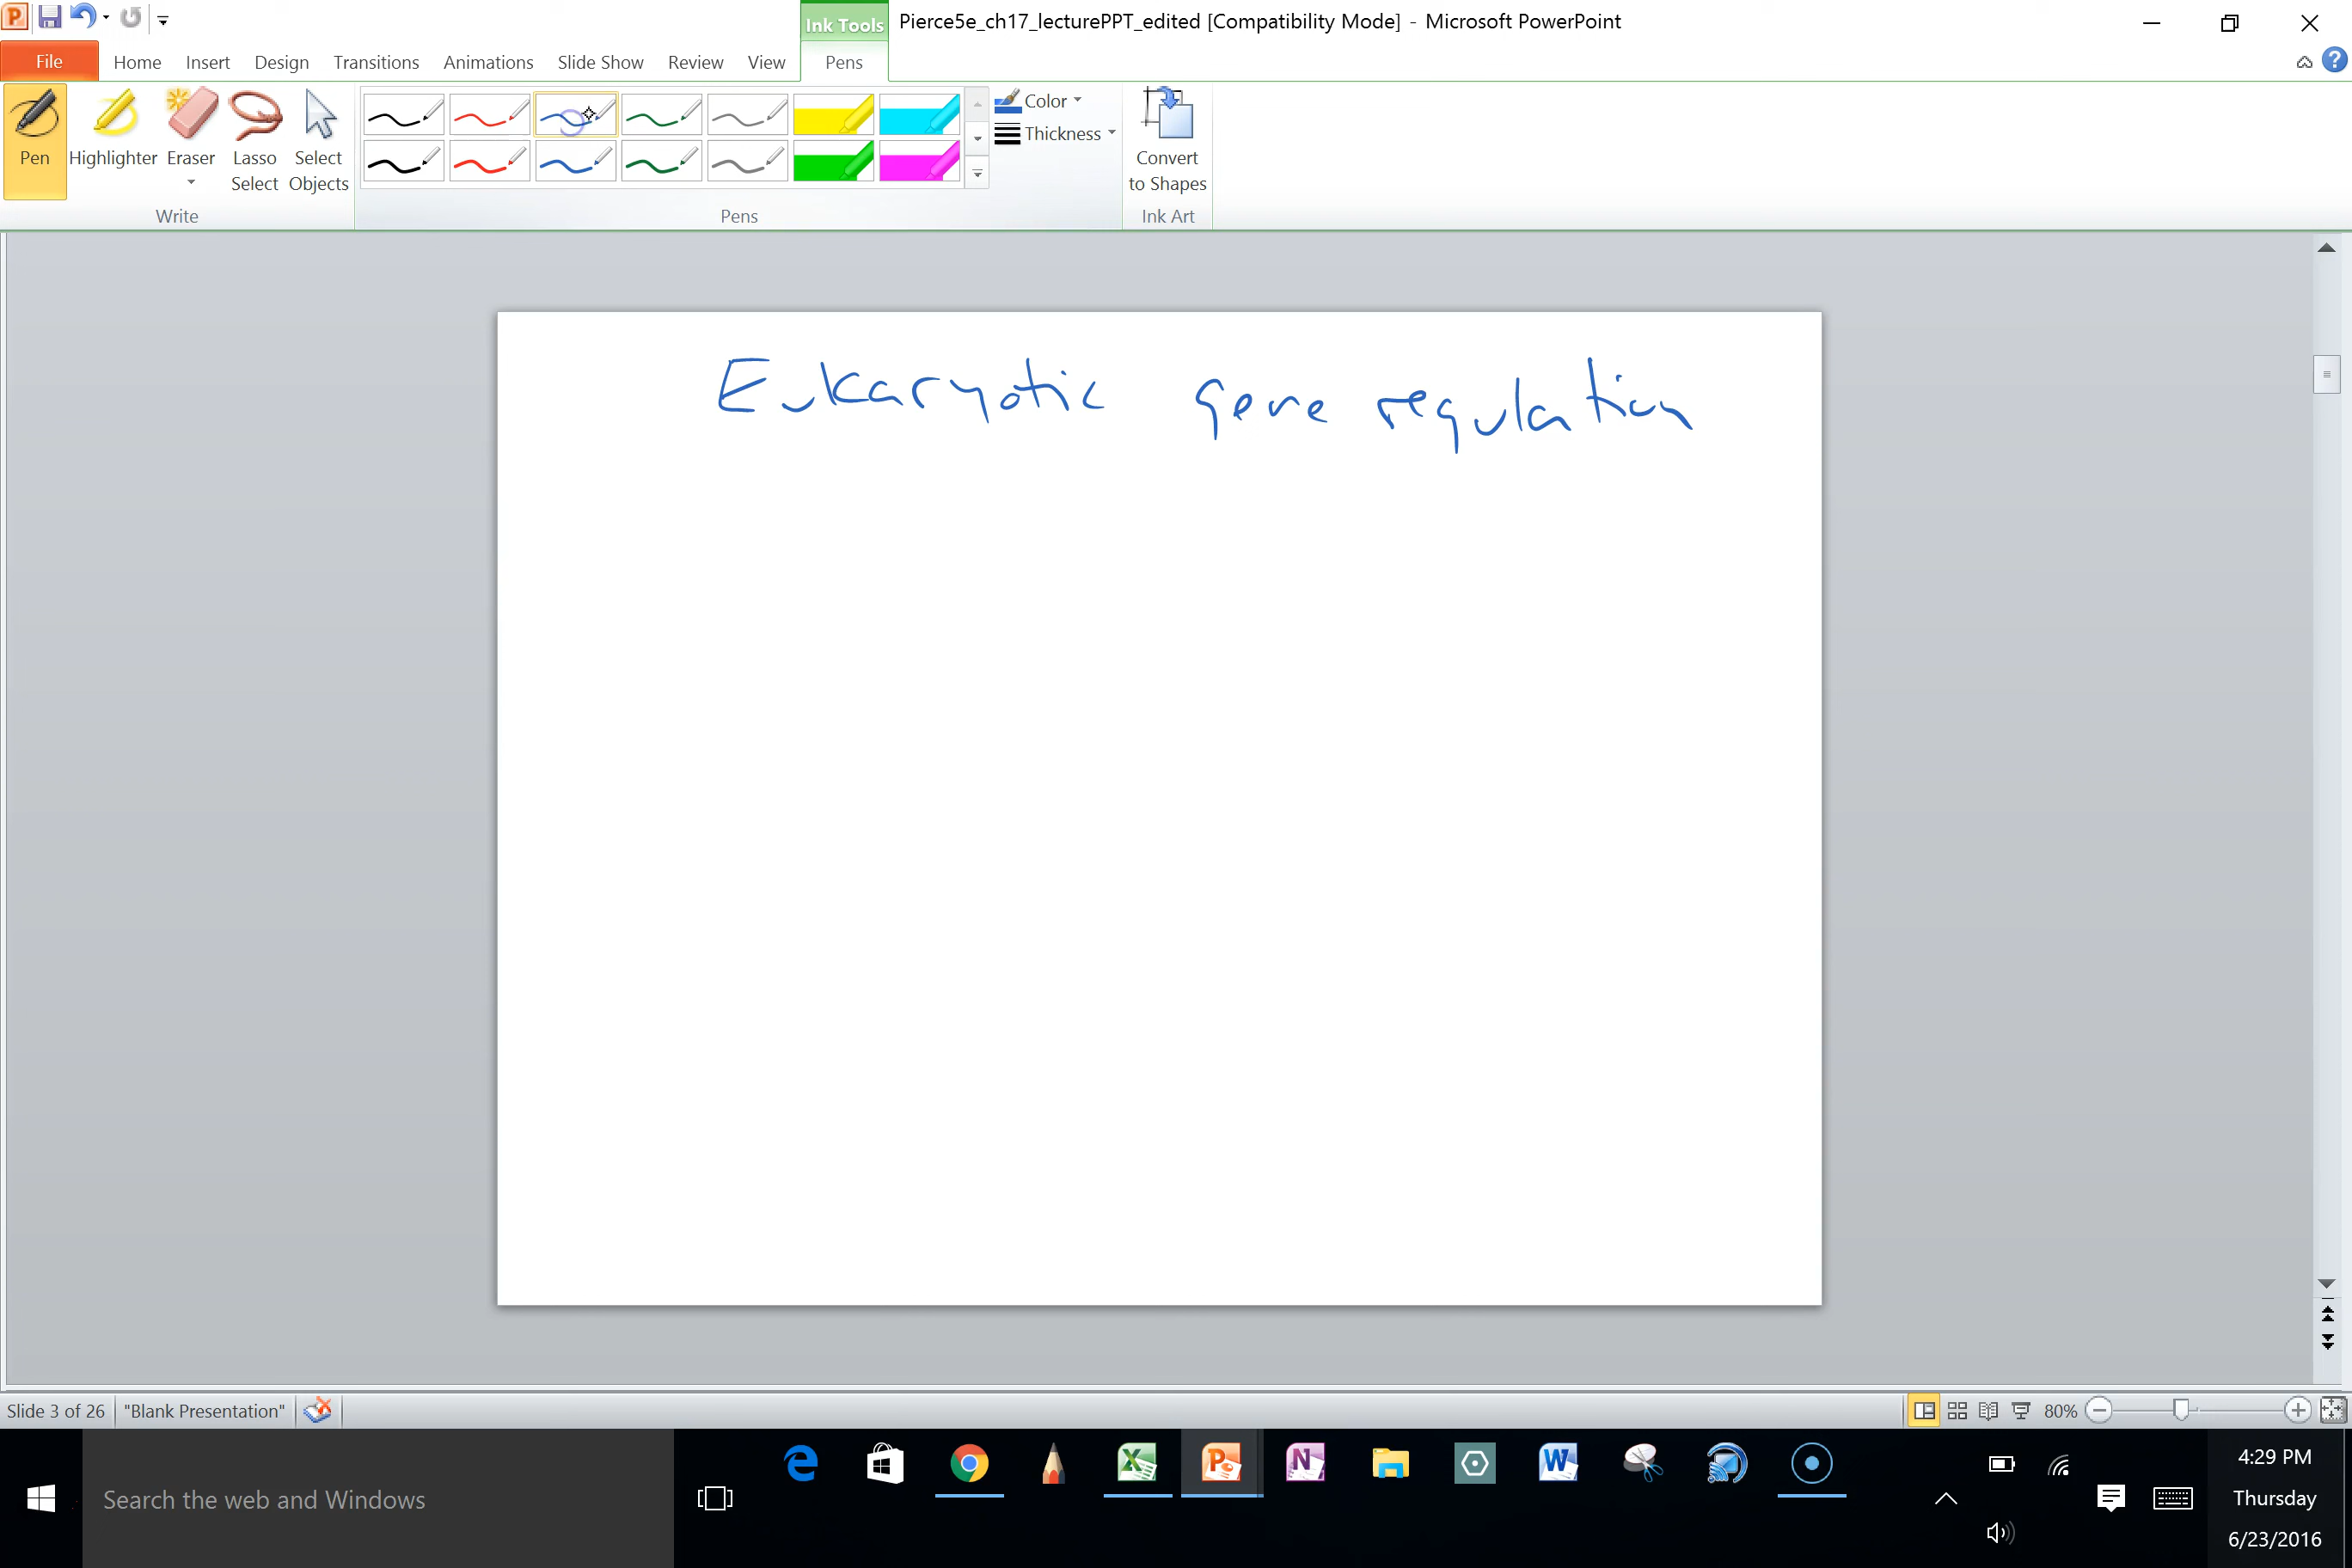 Ink Tools
Pierce5e_ch17_lecturePPT_edited [Compatibility Mode] - Microsoft PowerPoint
File Home Insert Design Transitions Animations Slide Show Review View Pens
Pen
Highlighter
Eraser
Lasso
Select
Select
Objects
Color
Thickness
Convert
to Shapes
Write
Pens
Ink Art
Eukaryotic gene regulation
Slide 3 of 26
"Blank Presentation"
80%
Search the web and Windows
4:29 PM
Thursday
6/23/2016